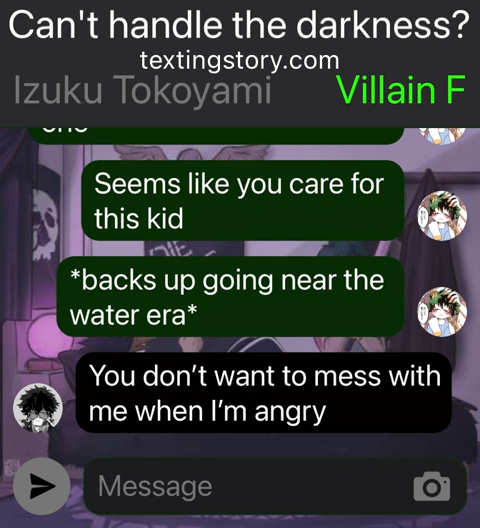 Can't handle the darkness?
textingstory.com
Izuku Tokoyami Villain F
one
Seems like you care for
this kid
*backs up going near the
water era*
You don't want to mess with
me when I'm angry
Message